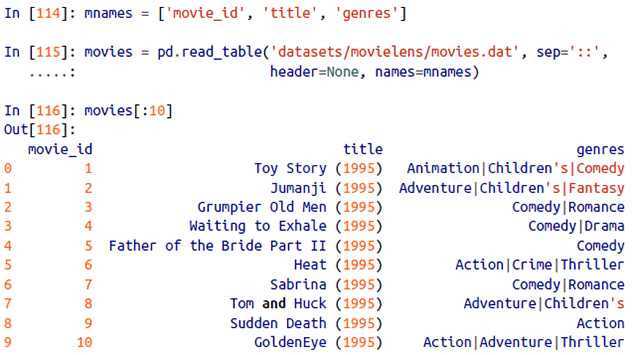 In [114]: mnames = ['movie_id', 'title', 'genres']
In [115]: movies = pd.read_table('datasets/movielens/movies.dat', sep='::',
.....: header=None, names=mnames)
In [116]: movies[:10]
Out[116]:
movie_id title genres
0 1 Toy Story (1995) Animation|Children's|Comedy
1 2 Jumanji (1995) Adventure|Children's|Fantasy
2 3 Grumpier Old Men (1995) Comedy|Romance
3 4 Waiting to Exhale (1995) Comedy|Drama
4 5 Father of the Bride Part II (1995) Comedy
5 6 Heat (1995) Action|Crime|Thriller
6 7 Sabrina (1995) Comedy|Romance
7 8 Tom and Huck (1995) Adventure|Children's
8 9 Sudden Death (1995) Action
9 10 GoldenEye (1995) Action|Adventure|Thriller